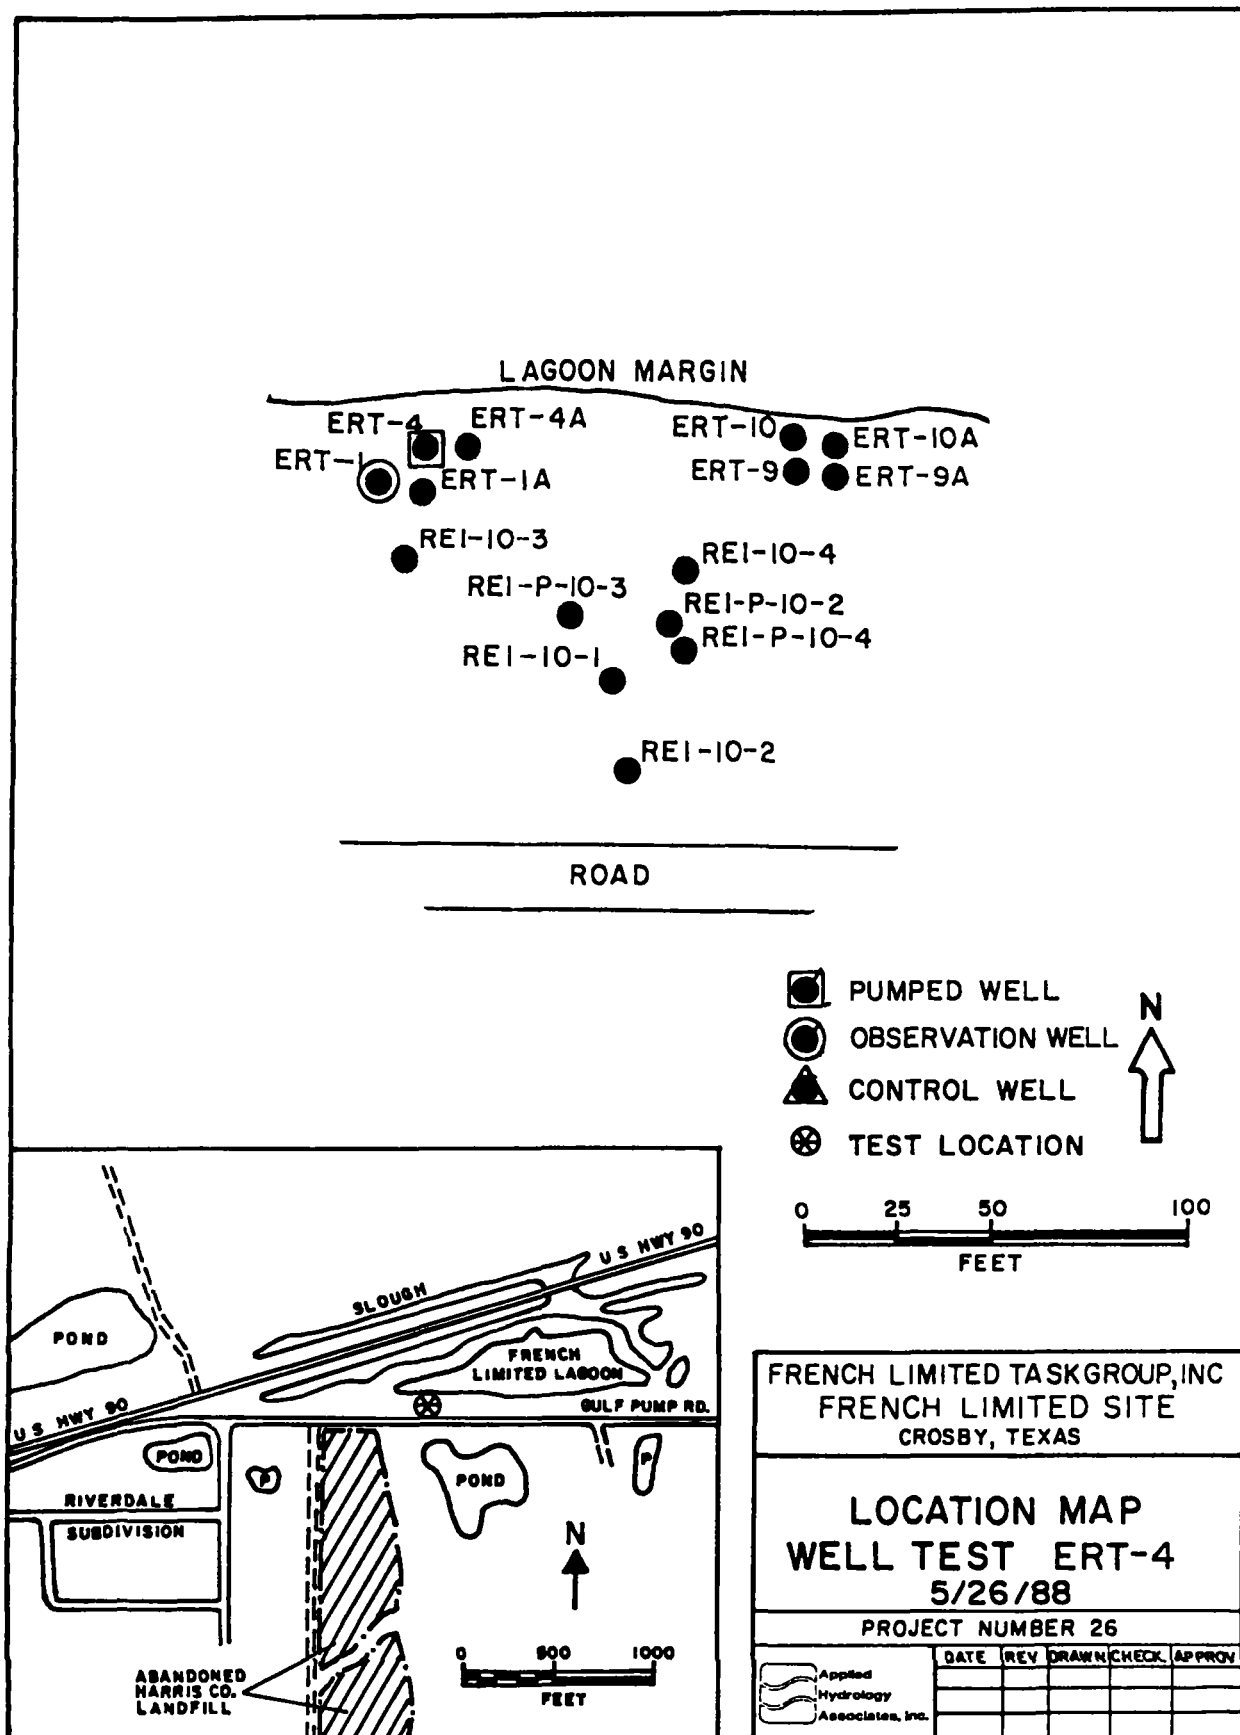 LAGOON MARGIN
ERT-4
ERT-4A
ERT-10
ERT-10A
ERT-1
ERT-1A
ERT-9
ERT-9A
REI-10-3
REI-10-4
REI-P-10-3
REI-P-10-2
REI-P-10-4
REI-10-1
REI-10-2
ROAD
PUMPED WELL
OBSERVATION WELL
CONTROL WELL
TEST LOCATION
N
0 25 50 100
FEET
U S HWY 90
SLOUGH
POND
FRENCH
LIMITED LAGOON
U S HWY 90
GULF PUMP RD.
POND
P
POND
P
RIVERDALE
SUBDIVISION
N
0 500 1000
FEET
ABANDONED
HARRIS CO.
LANDFILL
FRENCH LIMITED TASKGROUP, INC
FRENCH LIMITED SITE
CROSBY, TEXAS
LOCATION MAP
WELL TEST ERT-4
5/26/88
PROJECT NUMBER 26
DATE REV DRAWN CHECK. APPROV
Applied
Hydrology
Associates, Inc.